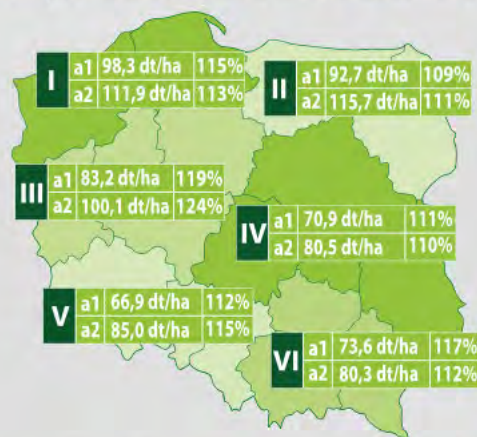 I a1 98,3 dt/ha 115%
a2 111,9 dt/ha 113%
II a1 92,7 dt/ha 109%
a2 115,7 dt/ha 111%
III a1 83,2 dt/ha 119%
a2 100,1 dt/ha 124%
IV a1 70,9 dt/ha 111%
a2 80,5 dt/ha 110%
V a1 66,9 dt/ha 112%
a2 85,0 dt/ha 115%
VI a1 73,6 dt/ha 117%
a2 80,3 dt/ha 112%